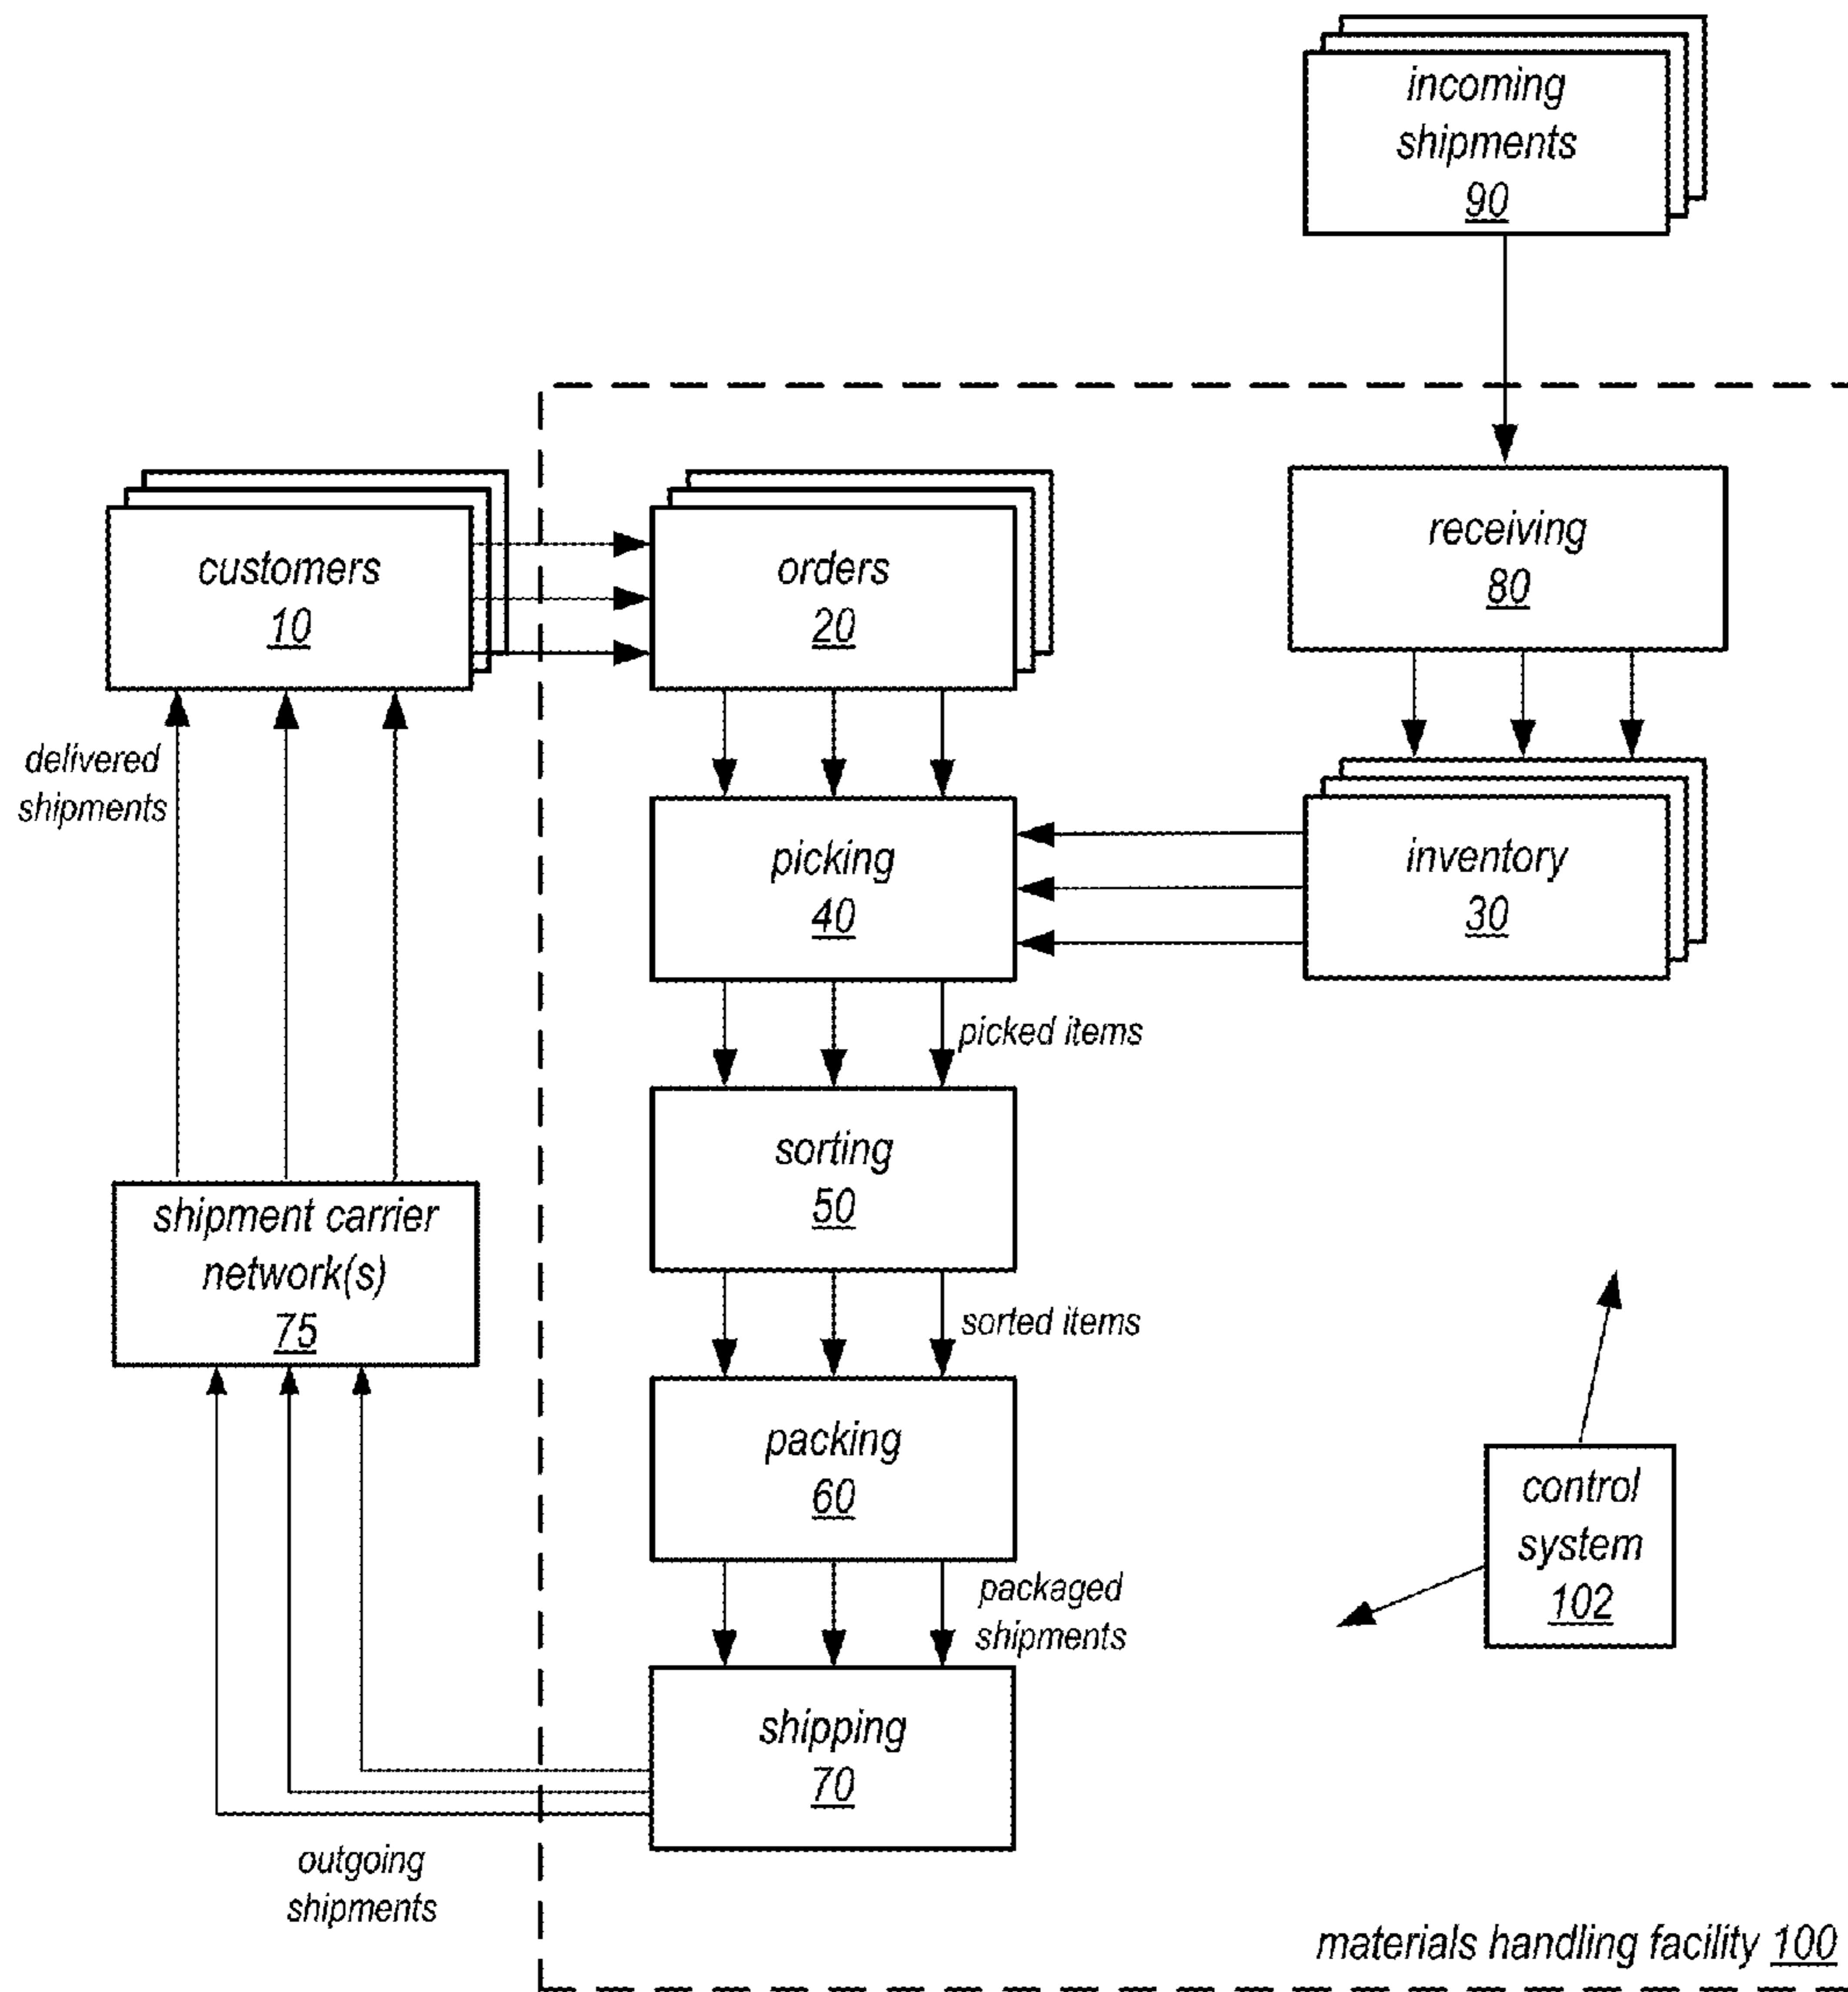 incoming
shipments
90
customers
10
orders
20
receiving
80
delivered
shipments
picking
40
inventory
30
picked items
sorting
50
shipment carrier
network(s)
75
sorted items
packing
60
control
system
102
packaged
shipments
shipping
70
outgoing
shipments
materials handling facility 100